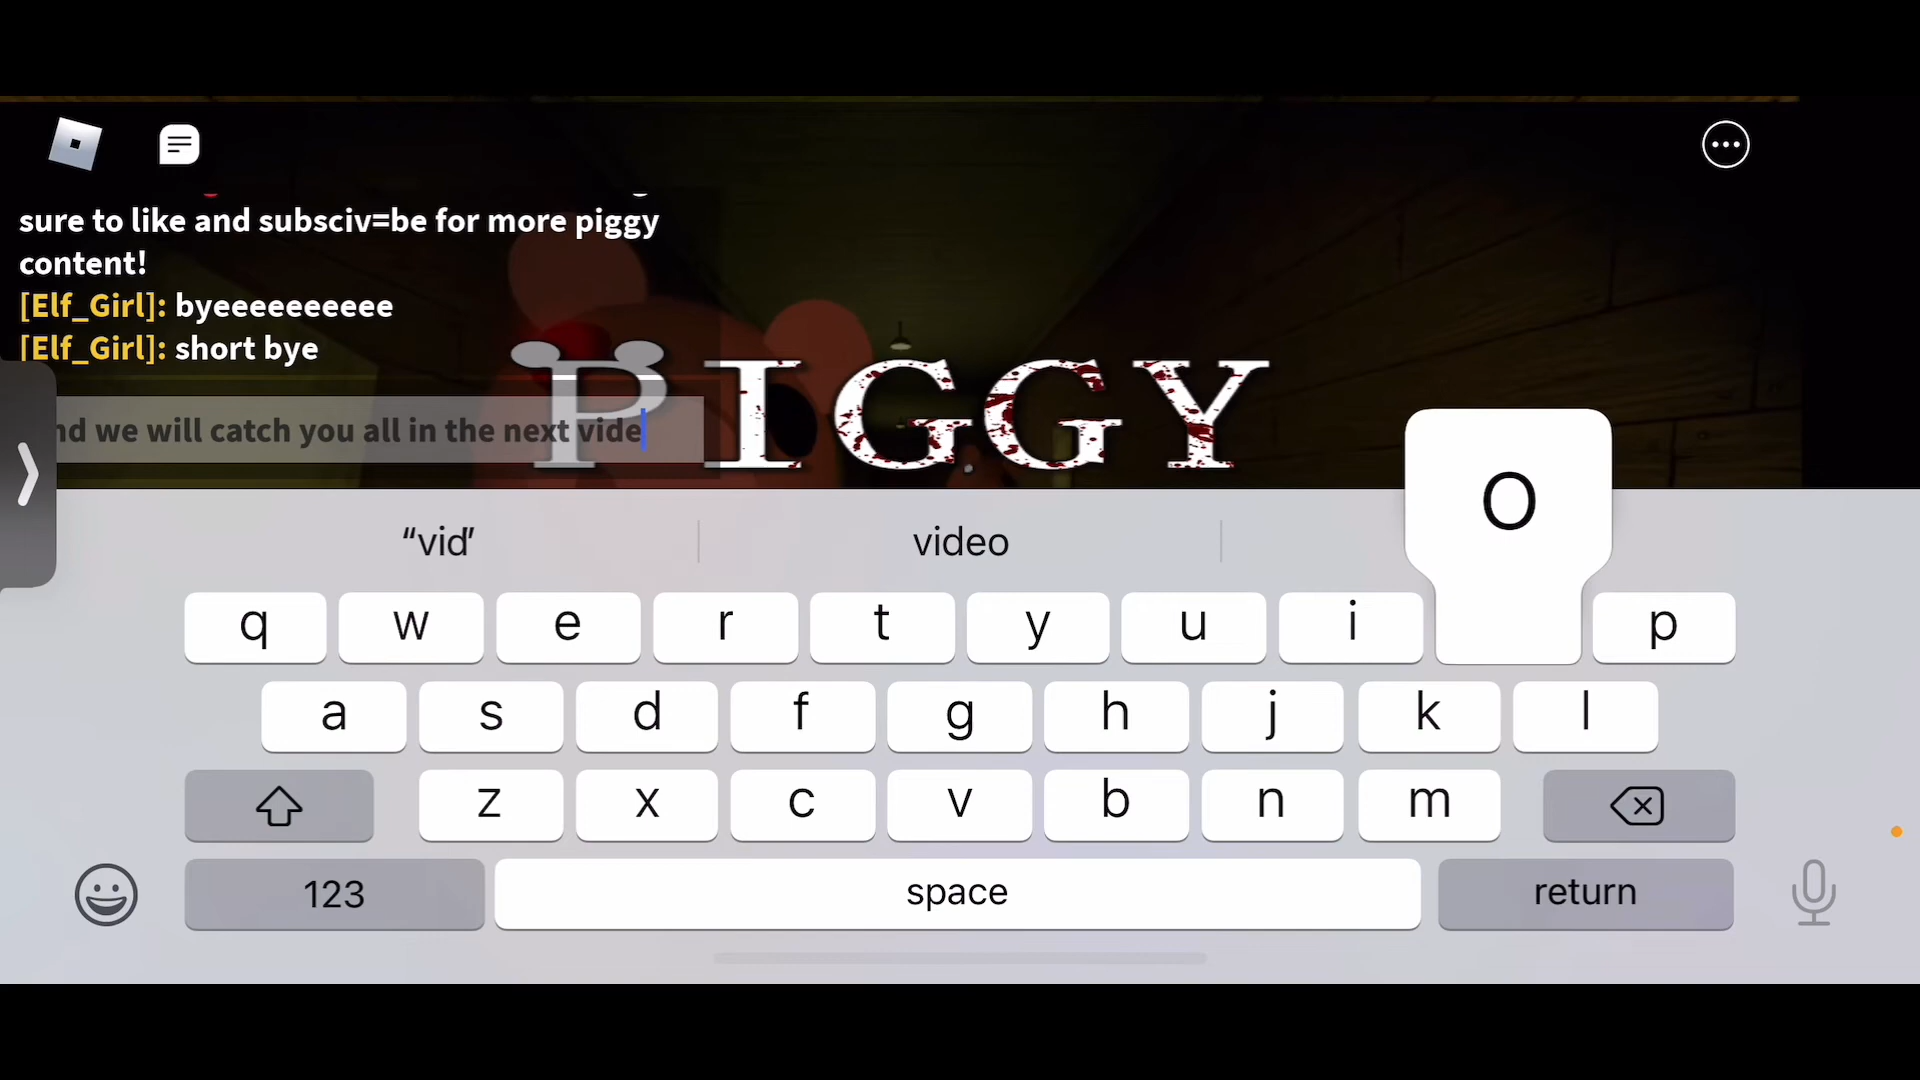 sure to like and subsciv=be for more piggy
content!
[Elf_Girl]: byeeeeeeeeee
[Elf_Girl]: short bye
nd we will catch you all in the next vide
PIGGY
“vid” video
O
q w e r t y u i p
a s d f g h j k l
z x c v b n m
123 space return